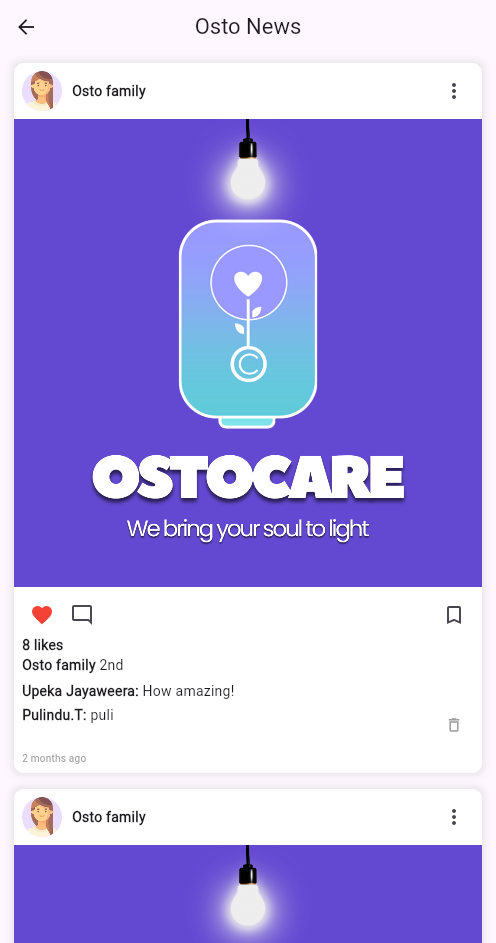 Osto News
Osto family
OSTOCARE
We bring your soul to light
8 likes
Osto family 2nd
Upeka Jayaweera: How amazing!
Pulindu.T: puli
2 months ago
Osto family